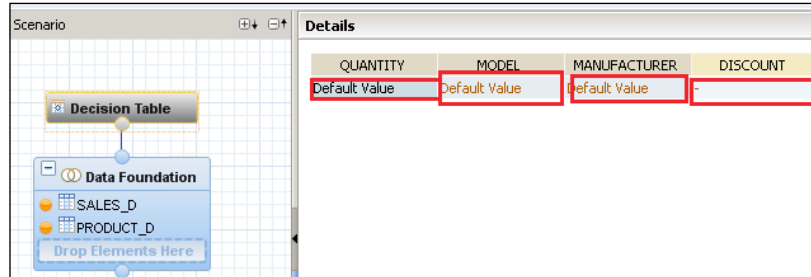 Scenario
Details
QUANTITY MODEL MANUFACTURER DISCOUNT
Default Value Default Value Default Value -
Decision Table
Data Foundation
SALES_D
PRODUCT_D
Drop Elements Here